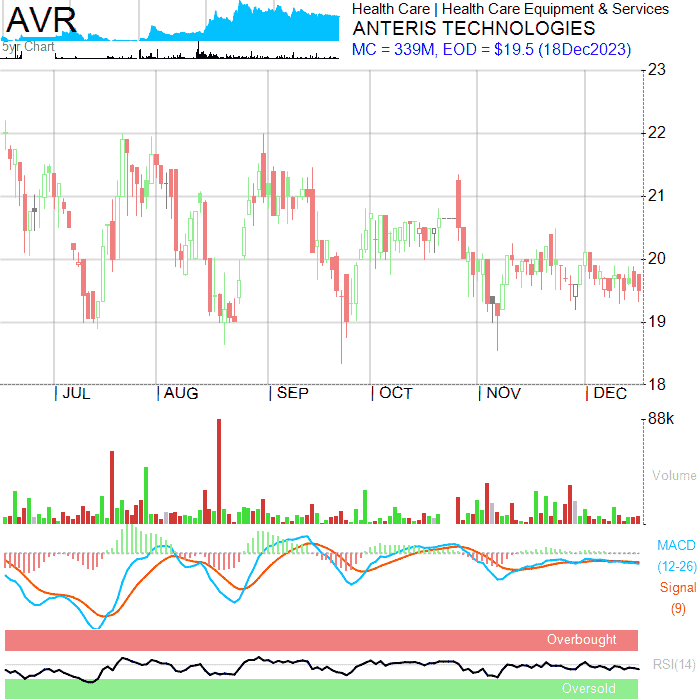 AVR
5yr Chart
Health Care | Health Care Equipment & Services
ANTERIS TECHNOLOGIES
MC = 339M, EOD = $19.5 (18Dec2023)
23
22
21
20
19
18
JUL AUG SEP OCT NOV DEC
88k
Volume
MACD
(12-26)
Signal
(9)
Overbought
RSI(14)
Oversold